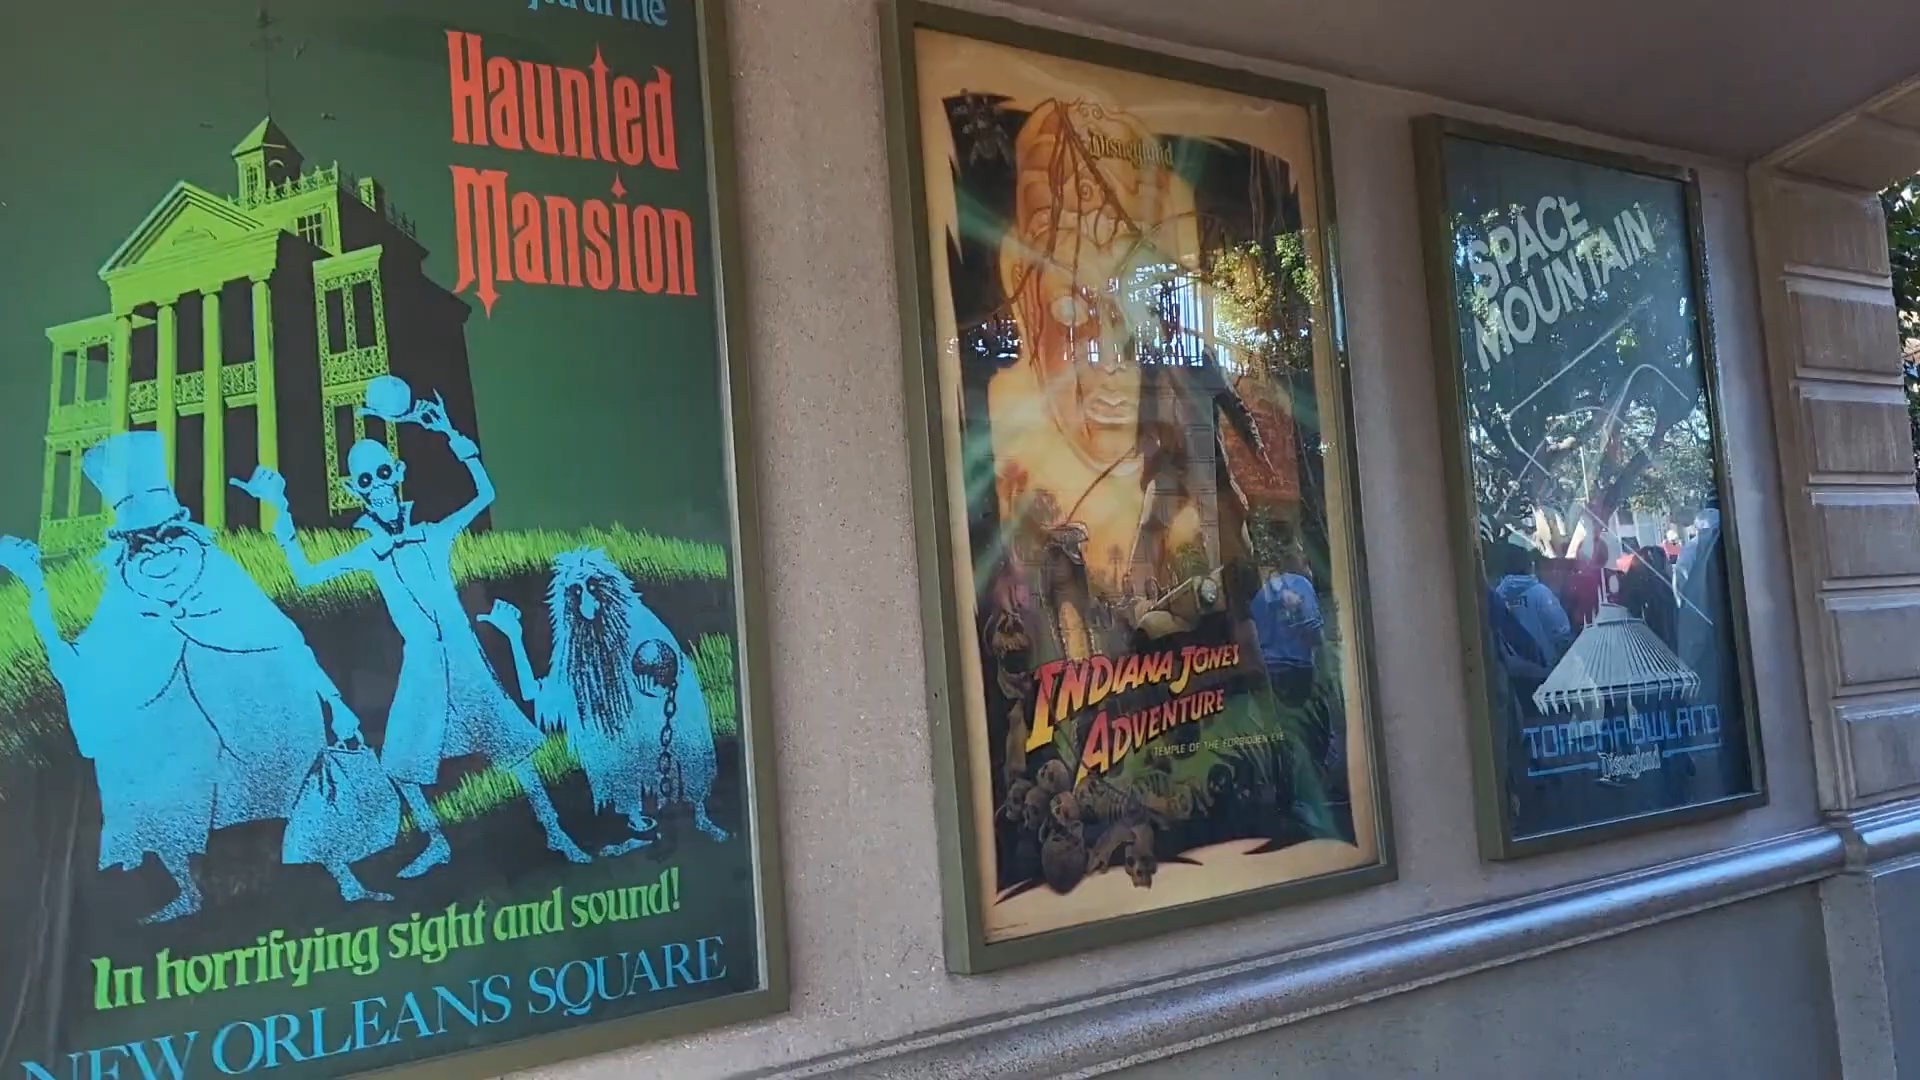 Haunted
Mansion
In horrifying sight and sound!
NEW ORLEANS SQUARE
Disneyland
INDIANA JONES
ADVENTURE
TEMPLE OF THE FORBIDDEN EYE
SPACE
MOUNTAIN
TOMORROWLAND
Disneyland